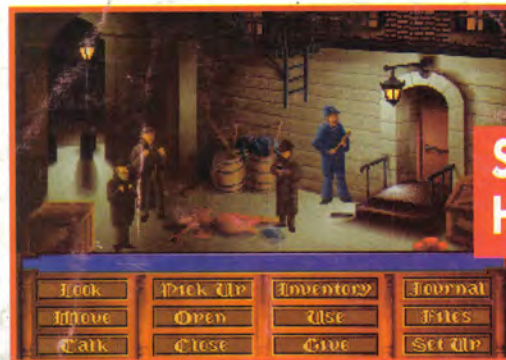 S
H
Look Pick Up Inventory Journal
Move Open Use Files
Talk Close Give Set Up